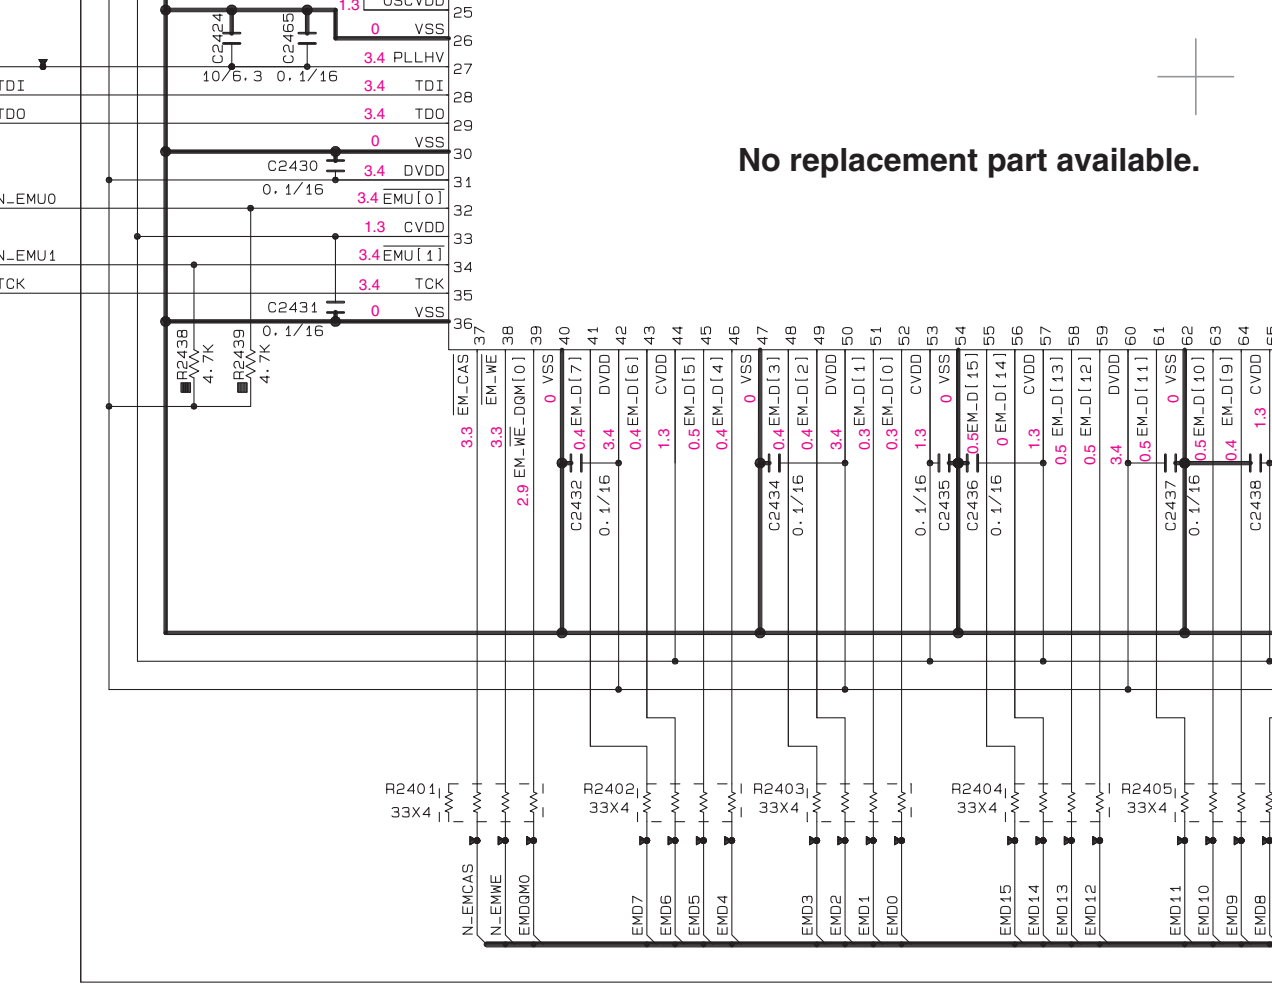 1.3 OSCVDD 25
0 VSS 26
C2424 C2465
10/6.3 0.1/16
3.4 PLLHV 27
TDI 3.4 TDI 28
TDO 3.4 TDO 29
0 VSS 30
C2430
0.1/16
3.4 DVDD 31
N_EMU0 3.4 EMU[0] 32
1.3 CVDD 33
N_EMU1 3.4 EMU[1] 34
TCK 3.4 TCK 35
C2431
0.1/16
0 VSS 36
R2438 4.7K
R2439 4.7K
No replacement part available.
37 38 39 40 41 42 43 44 45 46 47 48 49 50 51 52 53 54 55 56 57 58 59 60 61 62 63 64
EM_CAS 3.3
EM_WE 3.3
EM_WE_DQM[0] 2.9
VSS 0
EM_D[7] 0.4
DVDD 3.4
EM_D[6] 0.4
CVDD 1.3
EM_D[5] 0.5
EM_D[4] 0.4
VSS 0
EM_D[3] 0.4
EM_D[2] 0.4
DVDD 3.4
EM_D[1] 0.3
EM_D[0] 0.3
CVDD 1.3
VSS 0
EM_D[15] 0.5
EM_D[14] 0
CVDD 1.3
EM_D[13] 0.5
EM_D[12] 0.5
DVDD 3.4
EM_D[11] 0.5
VSS 0
EM_D[10] 0.5
EM_D[9] 0.4
CVDD 1.3
C2432 0.1/16
C2434 0.1/16
0.1/16 C2435
C2436 0.1/16
C2437 0.1/16
C2438
R2401 33X4
R2402 33X4
R2403 33X4
R2404 33X4
R2405 33X4
N_EMCAS
N_EMWE
EMDQM0
EMD7
EMD6
EMD5
EMD4
EMD3
EMD2
EMD1
EMD0
EMD15
EMD14
EMD13
EMD12
EMD11
EMD10
EMD9
EMD8